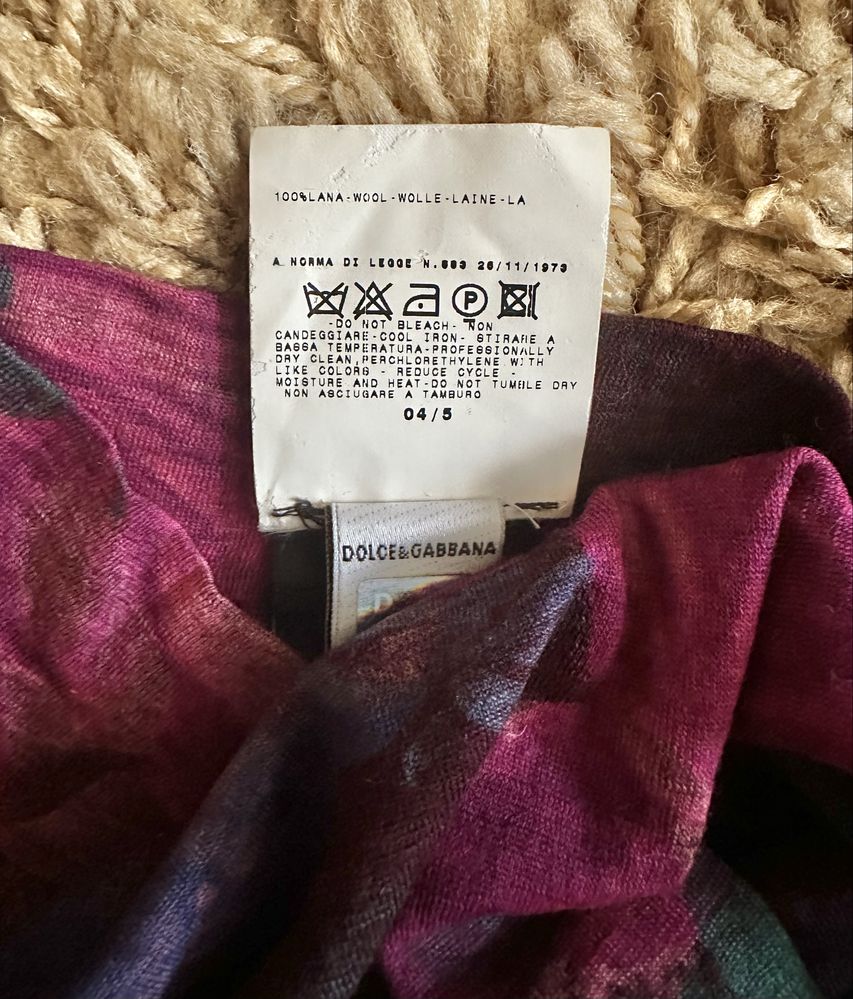 100%LANA-WOOL-WOLLE-LAINE-LA
A NORMA DI LEGGE N.883 26/11/1973
P
-DO NOT BLEACH- NON
CANDEGGIARE-COOL IRON- STIRARE A
BASSA TEMPERATURA-PROFESSIONALLY
DRY CLEAN,PERCHLORETHYLENE WITH
LIKE COLORS - REDUCE CYCLE -
MOISTURE AND HEAT-DO NOT TUMBLE DRY
NON ASCIUGARE A TAMBURO
04/5
DOLCE&GABBANA